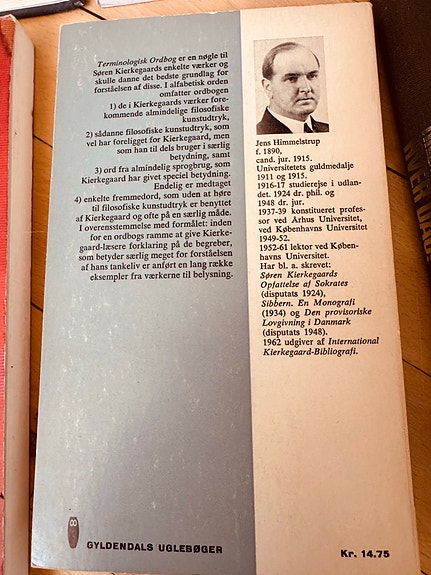 Terminologisk Ordbog er en nøgle til
Søren Kierkegaards enkelte værker og
skulle danne det bedste grundlag for
forståelsen af disse. I alfabetisk orden
omfatter ordbogen
1) de i Kierkegaards værker fore-
kommende almindelige filosofiske
kunstudtryk,
2) sådanne filosofiske kunstudtryk, som
vel har foreligget for Kierkegaard, men
som han til dels bruger i særlig
betydning, samt
3) ord fra almindelig sprogbrug, som
Kierkegaard har givet speciel betydning.
Endelig er medtaget
4) enkelte fremmedord, som uden at høre
til filosofiske kunstudtryk er benyttet
af Kierkegaard og ofte på en særlig måde.
I overensstemmelse med formålet: inden
for en ordbogs ramme at give Kierke-
gaard-læsere forklaring på de begreber,
som betyder særlig meget for forståelsen
af hans tankeliv er anført en lang række
eksempler fra værkerne til belysning.
Jens Himmelstrup
f. 1890,
cand. jur. 1915.
Universitetets guldmedalje
1911 og 1915.
1916-17 studierejse i udlan-
det. 1924 dr. phil. og
1948 dr. jur.
1937-39 konstitueret profes-
sor ved Århus Universitet,
ved Københavns Universitet
1949-52.
1952-61 lektor ved Køben-
havns Universitet.
Har bl. a. skrevet:
Søren Kierkegaards
Opfattelse af Sokrates
(disputats 1924),
Sibbern. En Monografi
(1934) og Den provisoriske
Lovgivning i Danmark
(disputats 1948).
1962 udgiver af International
Kierkegaard-Bibliografi.
GYLDENDALS UGLEBØGER
Kr. 14.75